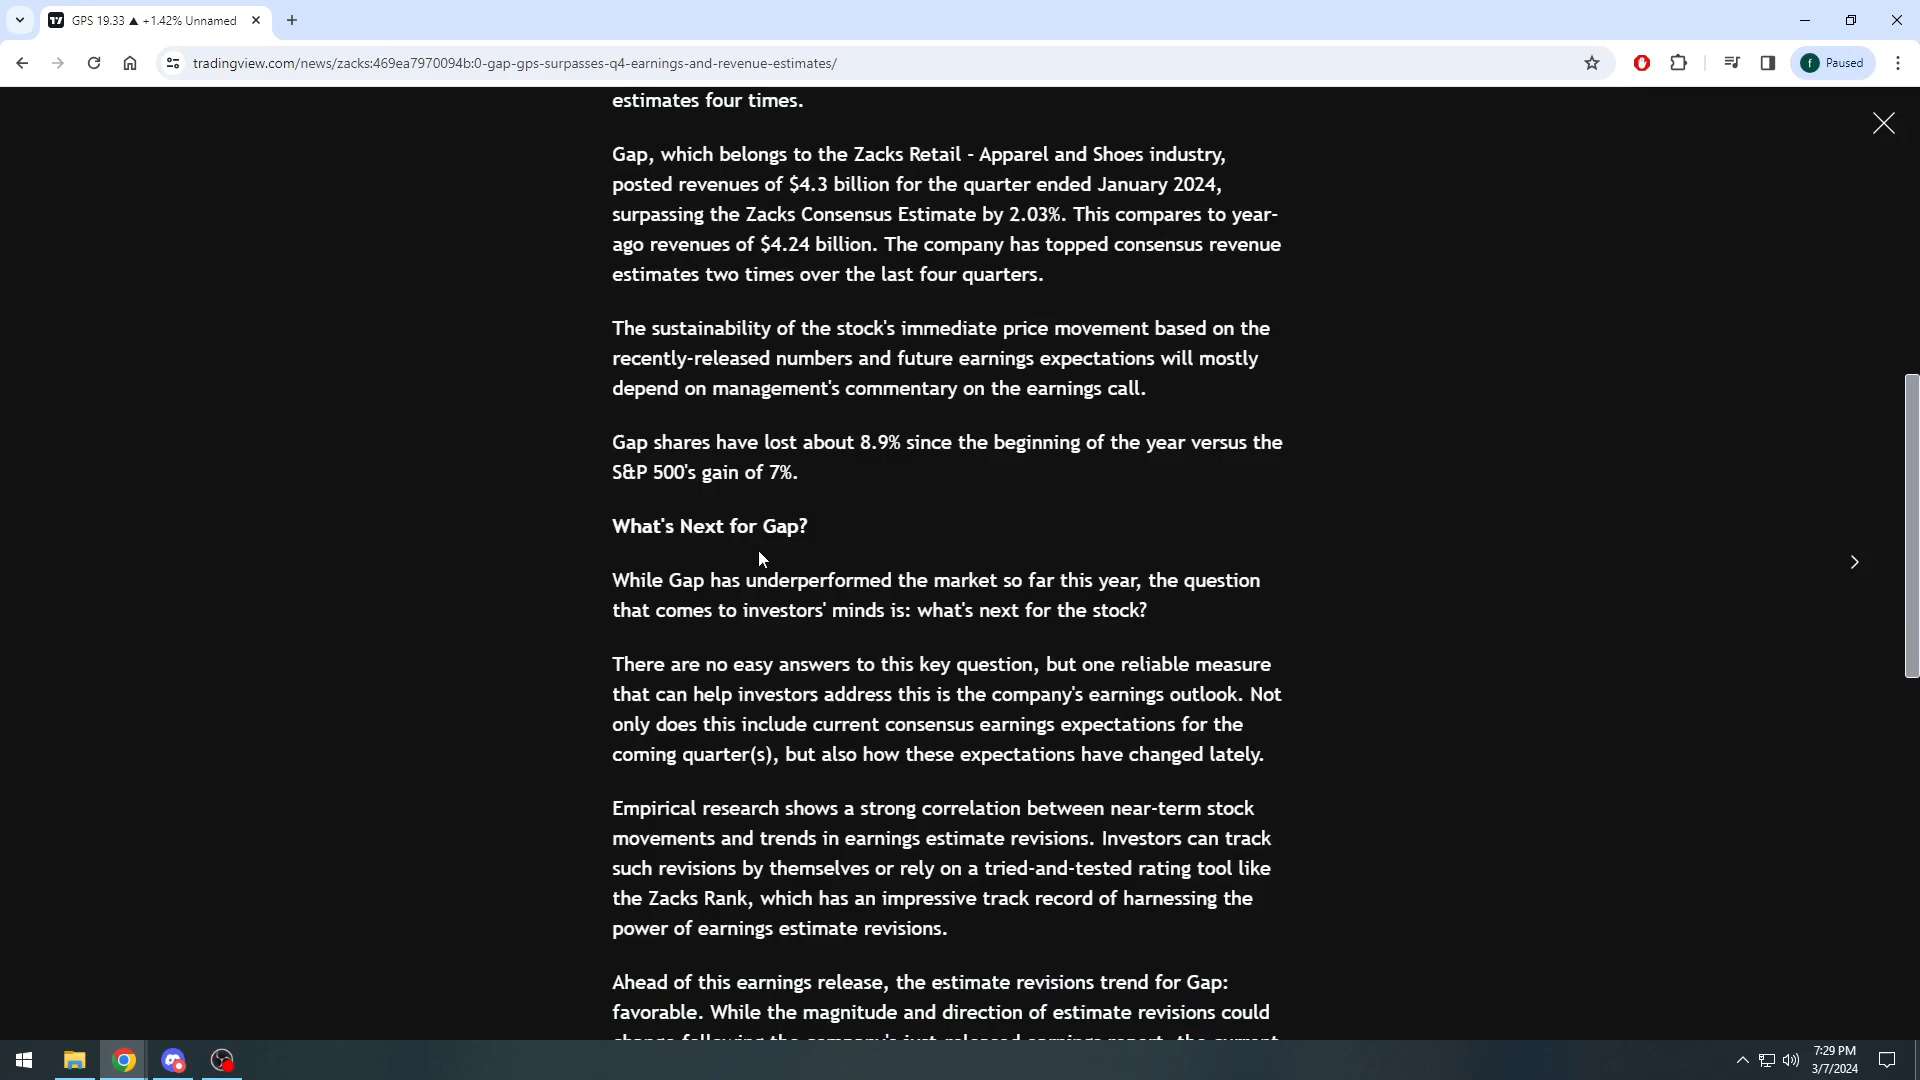 GPS 19.33 ▲ +1.42% Unnamed
tradingview.com/news/zacks:469ea7970094b:0-gap-gps-surpasses-q4-earnings-and-revenue-estimates/
f Paused
estimates four times.
Gap, which belongs to the Zacks Retail - Apparel and Shoes industry,
posted revenues of $4.3 billion for the quarter ended January 2024,
surpassing the Zacks Consensus Estimate by 2.03%. This compares to year-
ago revenues of $4.24 billion. The company has topped consensus revenue
estimates two times over the last four quarters.
The sustainability of the stock's immediate price movement based on the
recently-released numbers and future earnings expectations will mostly
depend on management's commentary on the earnings call.
Gap shares have lost about 8.9% since the beginning of the year versus the
S&P 500's gain of 7%.
What's Next for Gap?
While Gap has underperformed the market so far this year, the question
that comes to investors' minds is: what's next for the stock?
There are no easy answers to this key question, but one reliable measure
that can help investors address this is the company's earnings outlook. Not
only does this include current consensus earnings expectations for the
coming quarter(s), but also how these expectations have changed lately.
Empirical research shows a strong correlation between near-term stock
movements and trends in earnings estimate revisions. Investors can track
such revisions by themselves or rely on a tried-and-tested rating tool like
the Zacks Rank, which has an impressive track record of harnessing the
power of earnings estimate revisions.
Ahead of this earnings release, the estimate revisions trend for Gap:
favorable. While the magnitude and direction of estimate revisions could
change following the company's just-released earnings report, the current
7:29 PM
3/7/2024